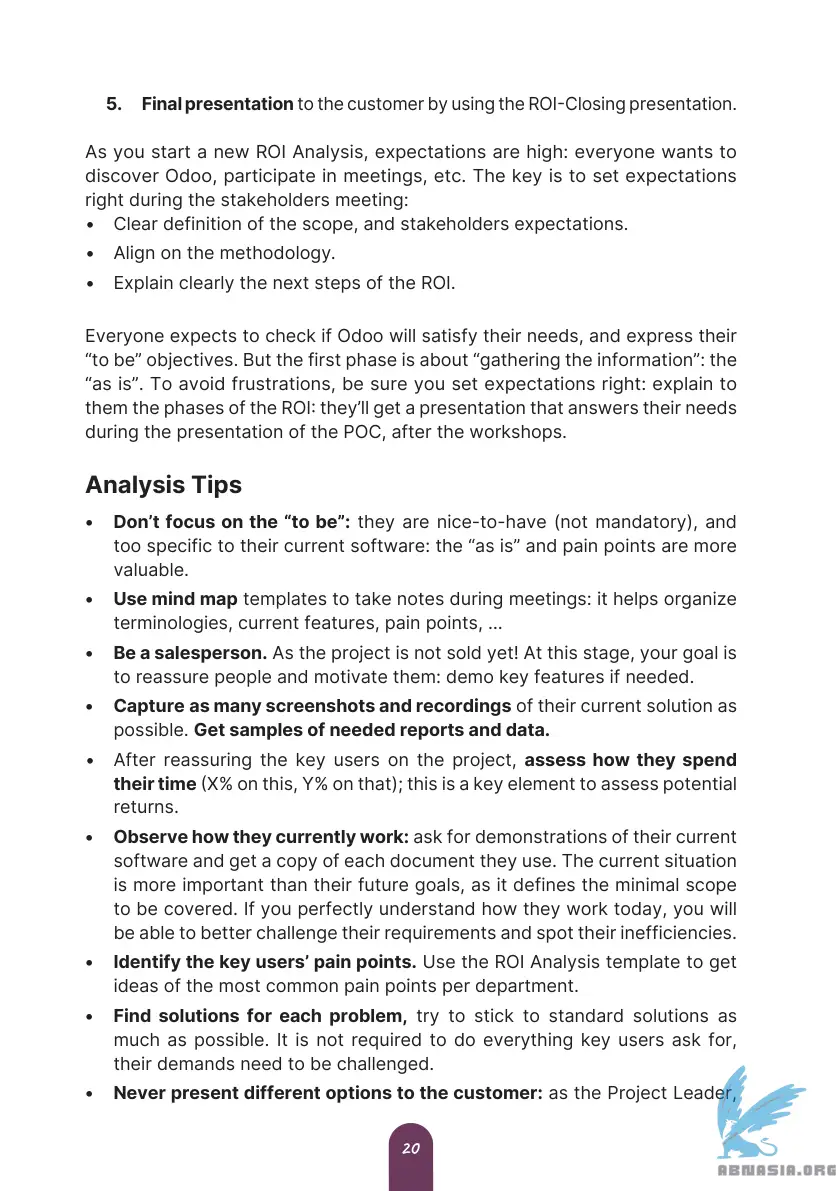 5. Final presentation to the customer by using the ROI-Closing presentation.
As you start a new ROI Analysis, expectations are high: everyone wants to
discover Odoo, participate in meetings, etc. The key is to set expectations
right during the stakeholders meeting:
• Clear definition of the scope, and stakeholders expectations.
• Align on the methodology.
• Explain clearly the next steps of the ROI.
Everyone expects to check if Odoo will satisfy their needs, and express their
“to be” objectives. But the first phase is about “gathering the information”: the
“as is”. To avoid frustrations, be sure you set expectations right: explain to
them the phases of the ROI: they’ll get a presentation that answers their needs
during the presentation of the POC, after the workshops.
Analysis Tips
• Don’t focus on the “to be”: they are nice-to-have (not mandatory), and
too specific to their current software: the “as is” and pain points are more
valuable.
• Use mind map templates to take notes during meetings: it helps organize
terminologies, current features, pain points, ...
• Be a salesperson. As the project is not sold yet! At this stage, your goal is
to reassure people and motivate them: demo key features if needed.
• Capture as many screenshots and recordings of their current solution as
possible. Get samples of needed reports and data.
• After reassuring the key users on the project, assess how they spend
their time (X% on this, Y% on that); this is a key element to assess potential
returns.
• Observe how they currently work: ask for demonstrations of their current
software and get a copy of each document they use. The current situation
is more important than their future goals, as it defines the minimal scope
to be covered. If you perfectly understand how they work today, you will
be able to better challenge their requirements and spot their inefficiencies.
• Identify the key users’ pain points. Use the ROI Analysis template to get
ideas of the most common pain points per department.
• Find solutions for each problem, try to stick to standard solutions as
much as possible. It is not required to do everything key users ask for,
their demands need to be challenged.
• Never present different options to the customer: as the Project Leader,
20
ABNASIA.ORG